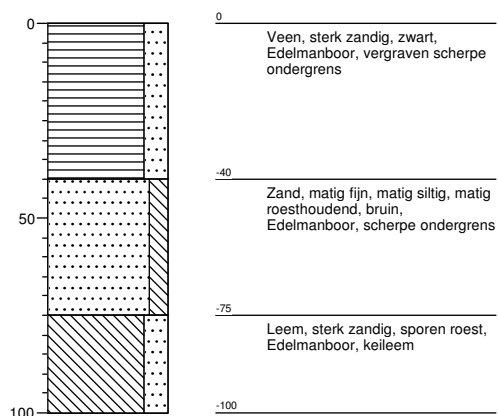 0
0
Veen, sterk zandig, zwart,
Edelmanboor, vergraven scherpe
ondergrens
-40
Zand, matig fijn, matig siltig, matig
roesthoudend, bruin,
Edelmanboor, scherpe ondergrens
50
-75
Leem, sterk zandig, sporen roest,
Edelmanboor, keileem
100
-100